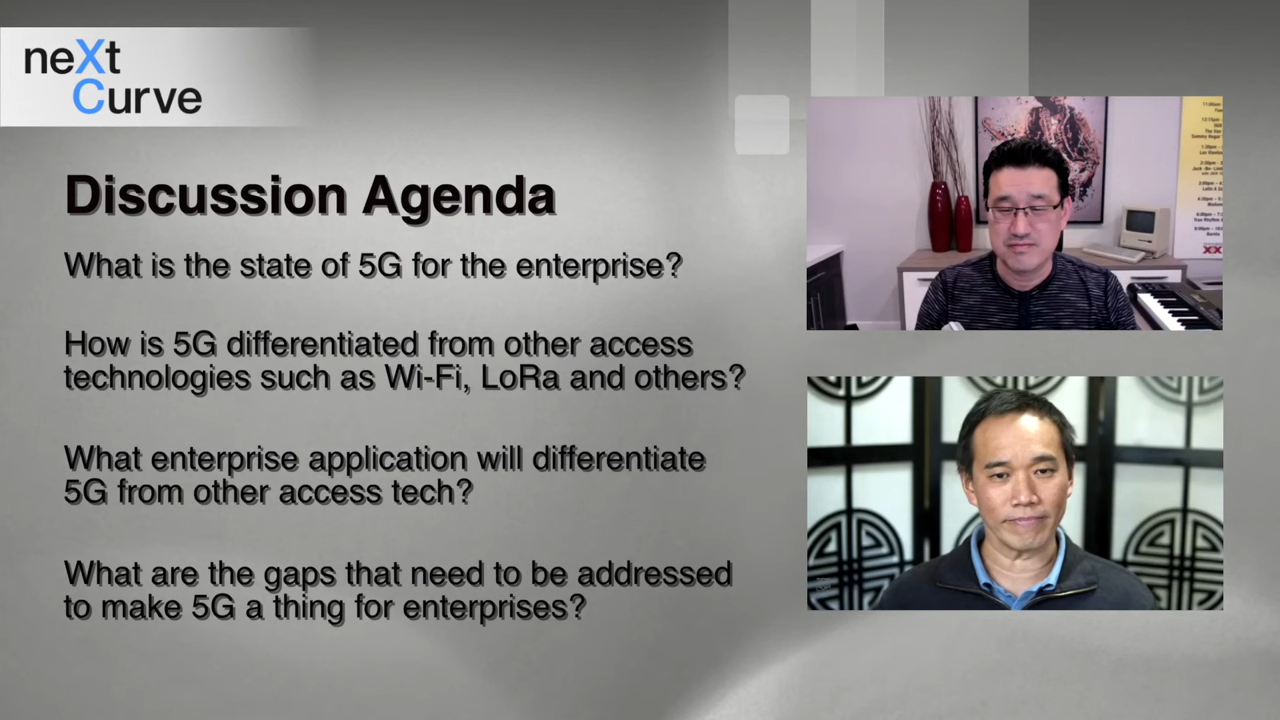 neXt
Curve
Discussion Agenda
What is the state of 5G for the enterprise?
How is 5G differentiated from other access
technologies such as Wi-Fi, LoRa and others?
What enterprise application will differentiate
5G from other access tech?
What are the gaps that need to be addressed
to make 5G a thing for enterprises?
XX